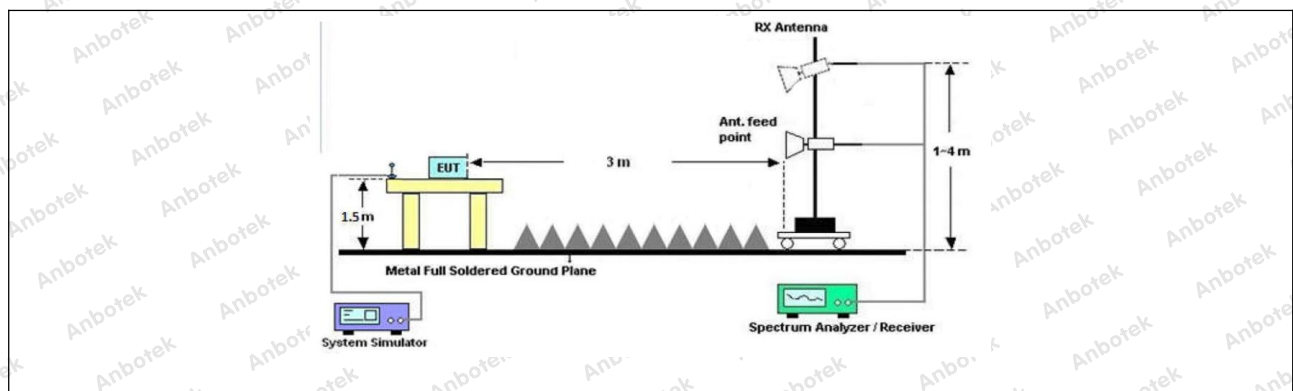 RX Antenna
Ant. feed
point
1~4 m
EUT
3 m
1.5 m
Metal Full Soldered Ground Plane
System Simulator
Spectrum Analyzer / Receiver
Anbotek